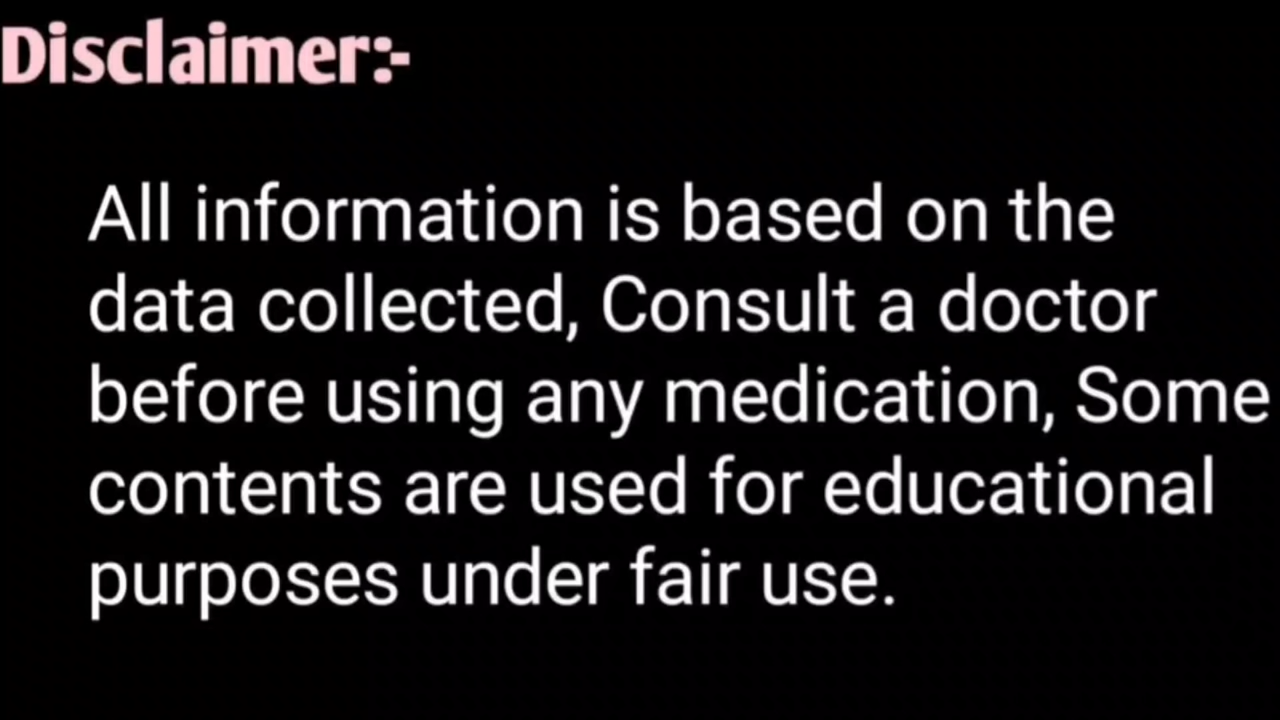 Disclaimer:-
All information is based on the
data collected, Consult a doctor
before using any medication, Some
contents are used for educational
purposes under fair use.